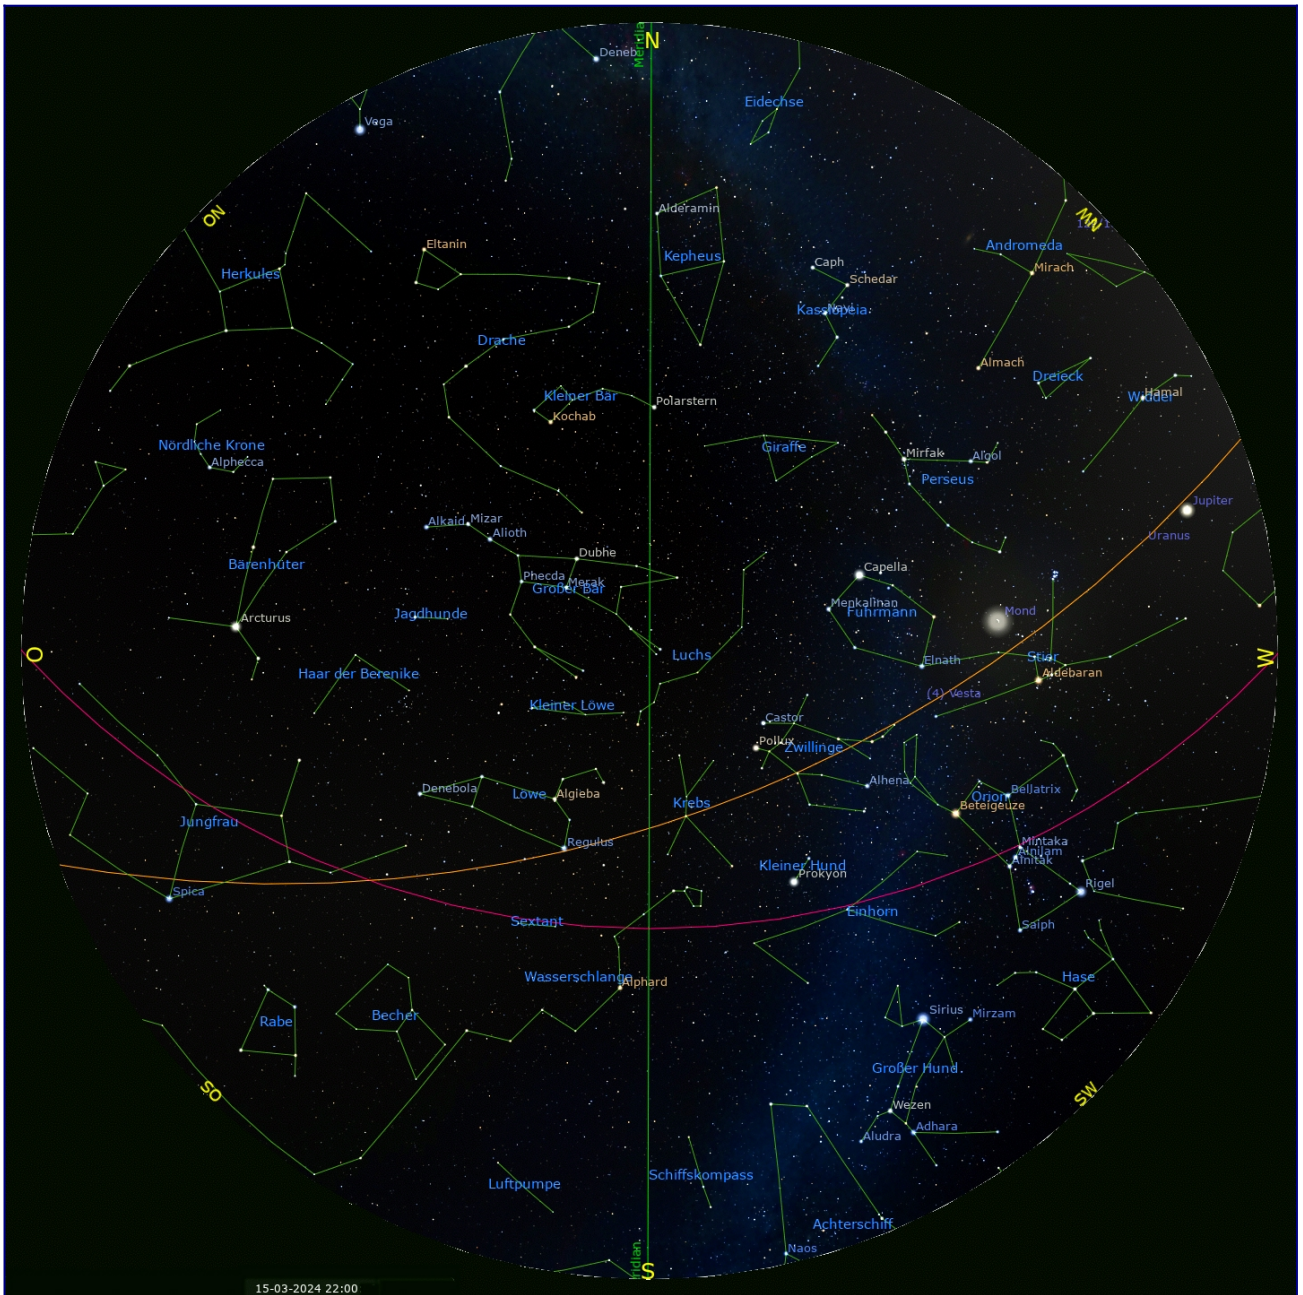 N
Meridian
Deneb
Eidechse
Vega
Alderamin
NO
NW
Eltanin
Andromeda
Kepheus
Caph
Mirach
Herkules
Schedar
Kassiopeia
Drache
Almach
Dreieck
Kleiner Bär
Hamal
Widder
Polarstern
Kochab
Nördliche Krone
Giraffe
Mirfak
Algol
Alphecca
Perseus
Jupiter
Alkaid
Mizar
Alioth
Uranus
Dubhe
Bärenhüter
Capella
Phecda
Merak
Großer Bär
Menkalinan
Fuhrmann
Mond
Jagdhunde
Arcturus
O
Luchs
Stier
W
Elnath
Haar der Berenike
Aldebaran
(4) Vesta
Kleiner Löwe
Castor
Pollux
Zwillinge
Alhena
Denebola
Löwe
Algieba
Krebs
Orion
Bellatrix
Beteigeuze
Jungfrau
Regulus
Mintaka
Alnilam
Alnitak
Kleiner Hund
Prokyon
Spica
Rigel
Sextant
Einhorn
Saiph
Wasserschlange
Alphard
Hase
Rabe
Becher
Sirius
Mirzam
Großer Hund
SO
SW
Wezen
Adhara
Aludra
Schiffskompass
Luftpumpe
Achterschiff
Naos
ridian
S
15-03-2024 22:00